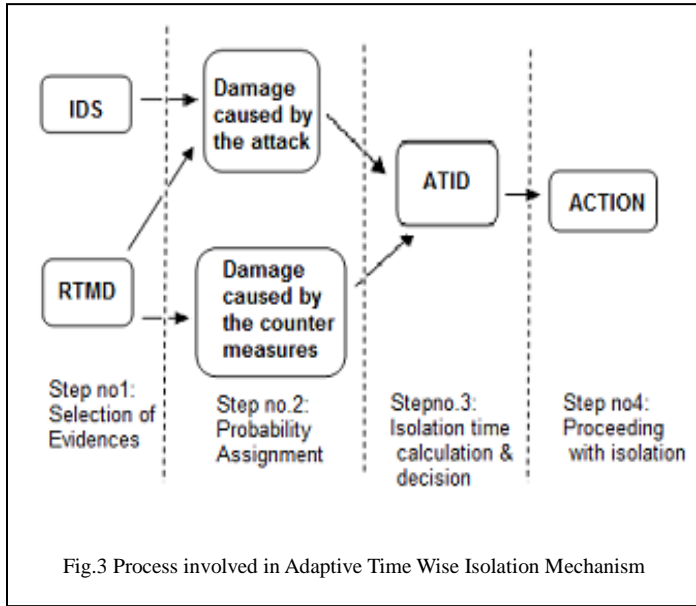 IDS
Damage
caused by
the attack
ATID
ACTION
RTMD
Damage
caused by
the counter
measures
Step no1:
Selection of
Evidences
Step no.2:
Probability
Assignment
Stepno.3:
Isolation time
calculation &
decision
Step no4:
Proceeding
with isolation
Fig.3 Process involved in Adaptive Time Wise Isolation Mechanism